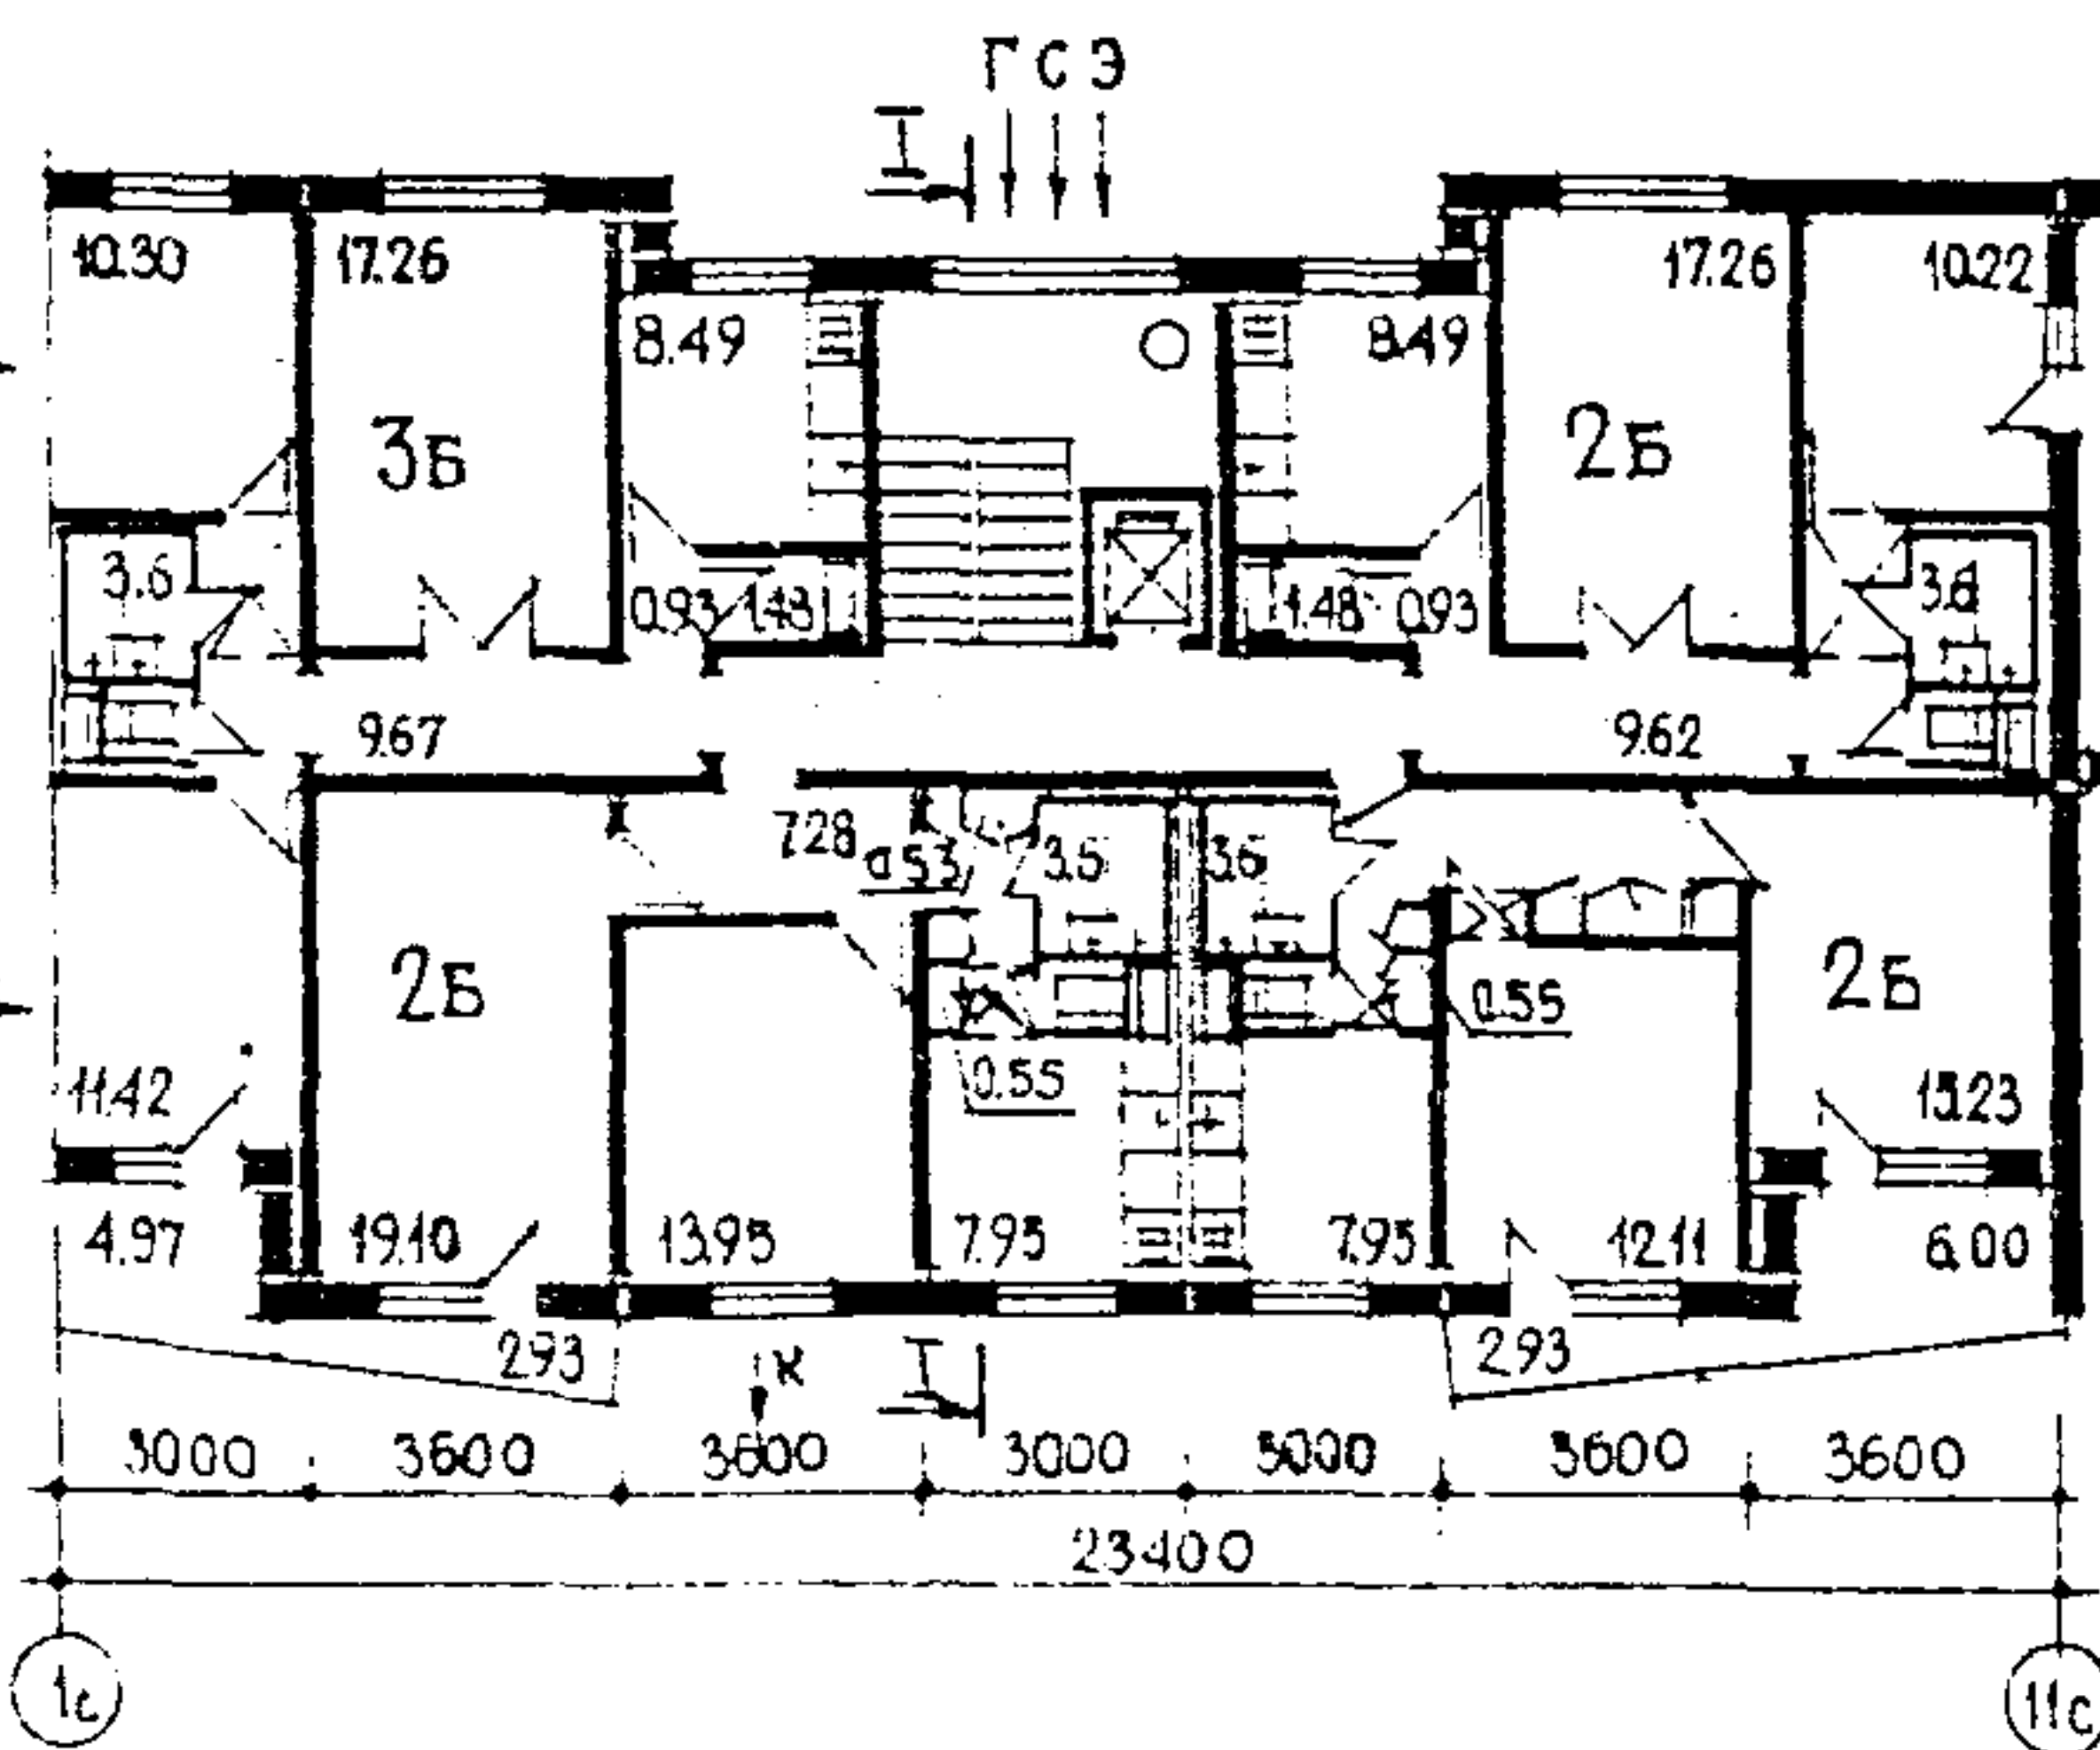 Г С Э
I
10.30 17.26 17.26 10.22
8.49 8.49
3Б 2Б
3.6 0.93 1.48 1.48 0.93 3.6
9.67 9.62
7.28 0.53 3.6 3.6
2Б 0.55 2Б
0.55
11.42 15.23
4.97 19.10 13.95 7.95 7.95 12.11 6.00
2.93 К I 2.93
3000 3600 3600 3000 3000 3600 3600
23400
1с 11с